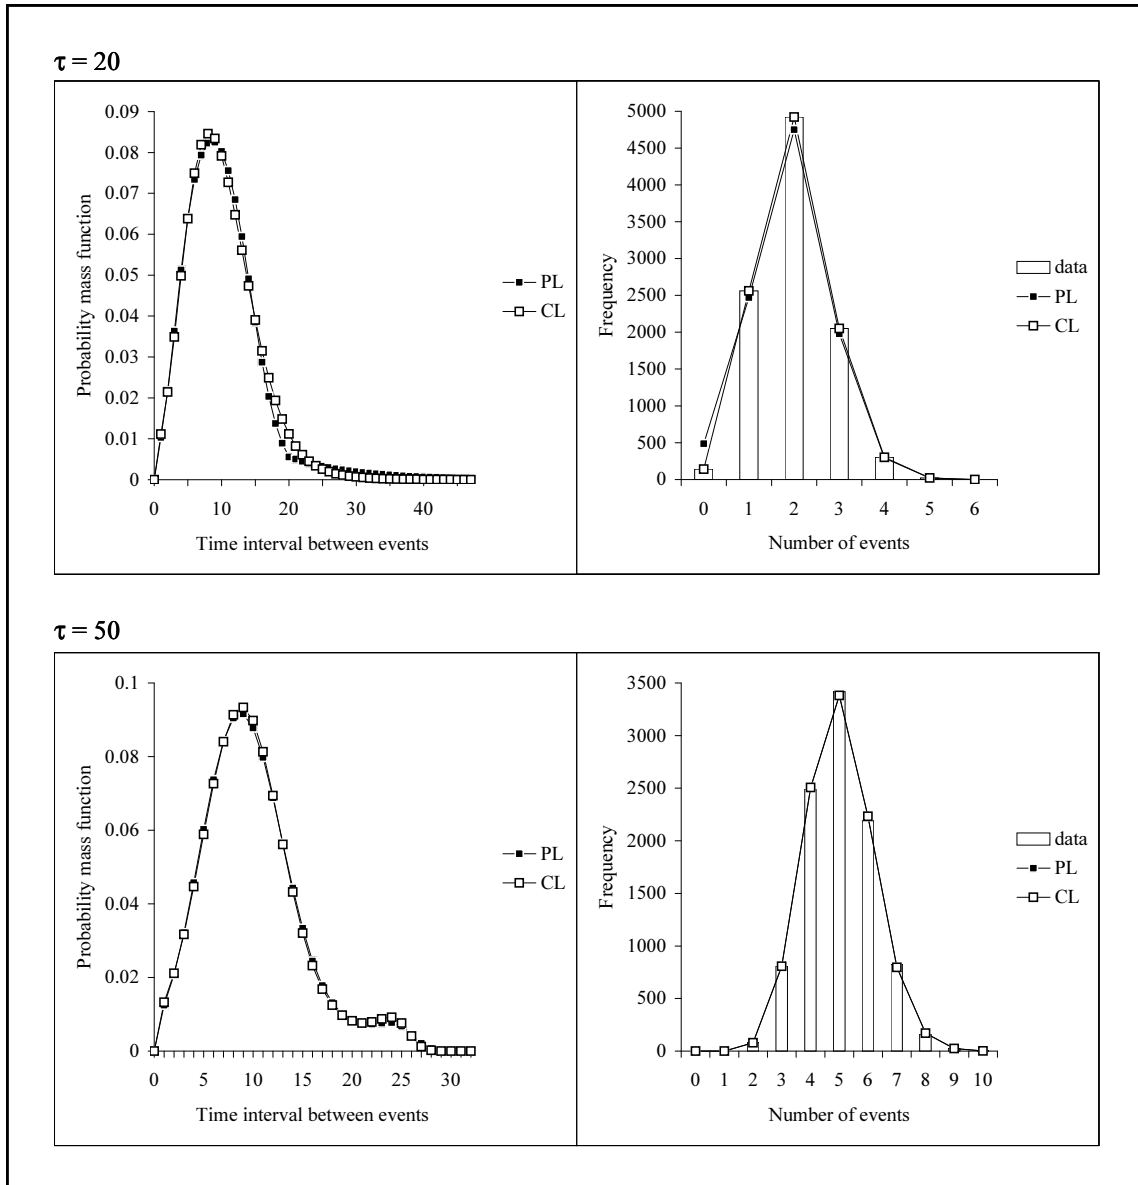 τ = 20
0.09
0.08
0.07
0.06
0.05
0.04
0.03
0.02
0.01
0
Probability mass function
0 10 20 30 40
Time interval between events
PL
CL
5000
4500
4000
3500
3000
2500
2000
1500
1000
500
0
Frequency
0 1 2 3 4 5 6
Number of events
data
PL
CL
τ = 50
0.1
0.08
0.06
0.04
0.02
0
Probability mass function
0 5 10 15 20 25 30
Time interval between events
PL
CL
3500
3000
2500
2000
1500
1000
500
0
Frequency
0 1 2 3 4 5 6 7 8 9 10
Number of events
data
PL
CL